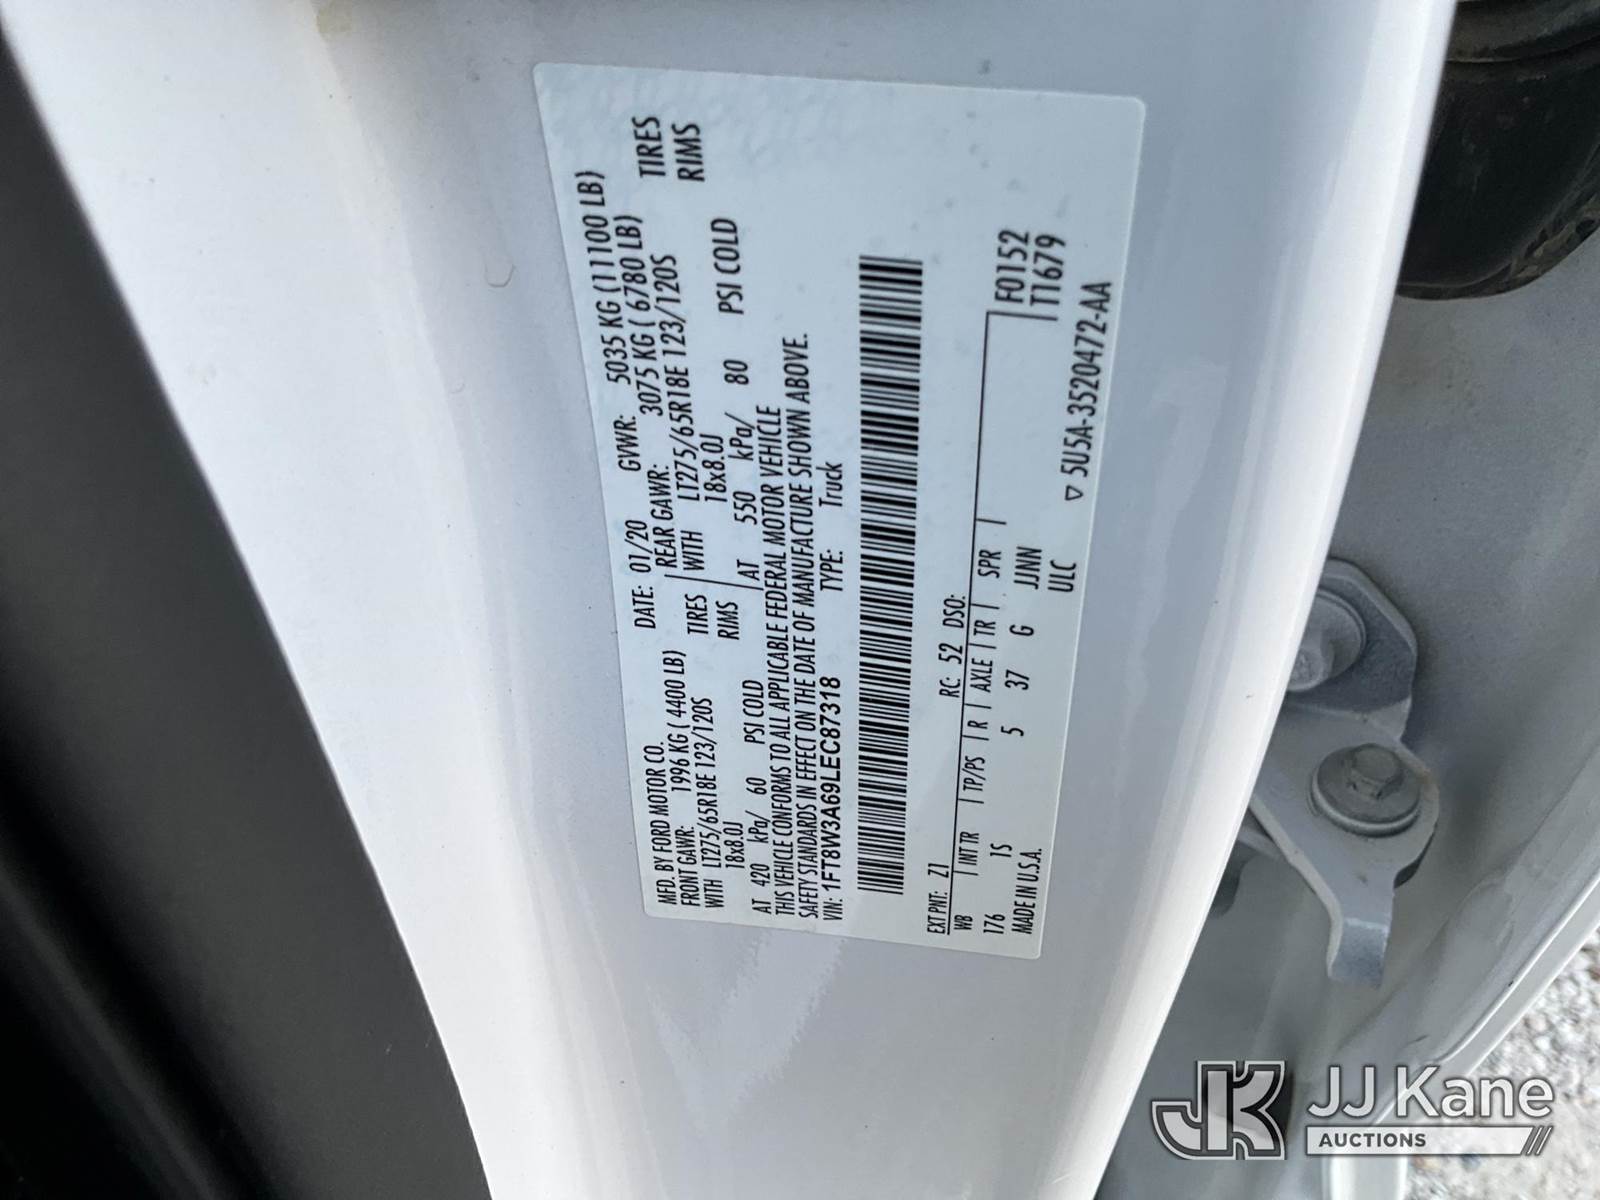 MFD. BY FORD MOTOR CO.
DATE: 01/20 GVWR: 5035 KG (11100 LB)
FRONT GAWR: 1996 KG ( 4400 LB)
REAR GAWR: 3075 KG ( 6780 LB)
WITH LT275/65R18E 123/120S TIRES
WITH LT275/65R18E 123/120S TIRES
18x8.0J RIMS
18x8.0J RIMS
AT 420 kPa/ 60 PSI COLD
AT 550 kPa/ 80 PSI COLD
THIS VEHICLE CONFORMS TO ALL APPLICABLE FEDERAL MOTOR VEHICLE
SAFETY STANDARDS IN EFFECT ON THE DATE OF MANUFACTURE SHOWN ABOVE.
VIN: 1FT8W3A69LEC87318 TYPE: Truck
EXT PNT: Z1 RC: 52 DSO:
WB INT TR TP/PS R AXLE TR SPR F0152
176 1S 5 37 G JJNN T1679
MADE IN U.S.A. ULC ▽ 5U5A-3520472-AA
JK JJ Kane
AUCTIONS